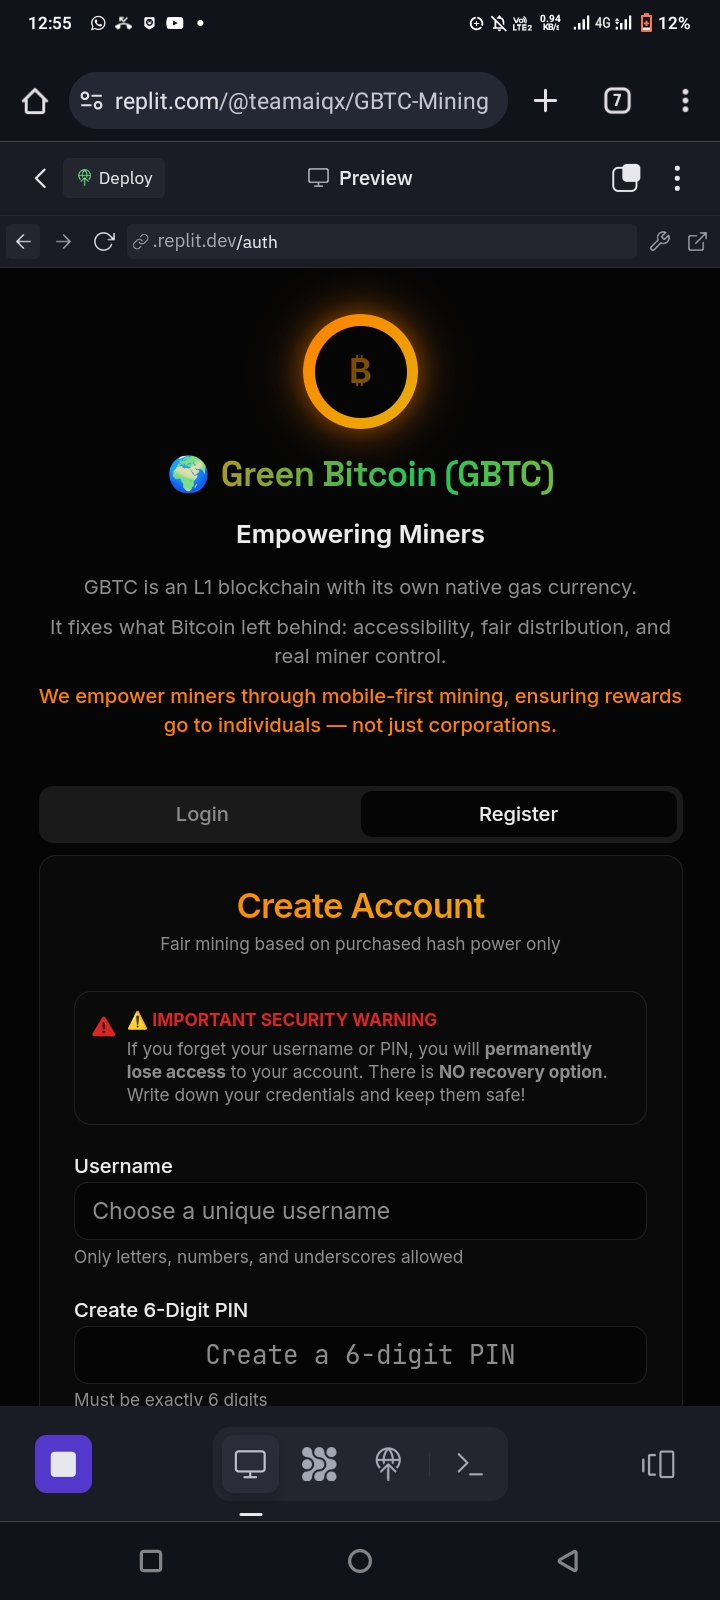 12:55
Vo)
LTE2
0.94
KB/s
4G
12%
replit.com/@teamaiqx/GBTC-Mining
7
Deploy
Preview
.replit.dev/auth
₿
🌍 Green Bitcoin (GBTC)
Empowering Miners
GBTC is an L1 blockchain with its own native gas currency.
It fixes what Bitcoin left behind: accessibility, fair distribution, and
real miner control.
We empower miners through mobile-first mining, ensuring rewards
go to individuals — not just corporations.
Login
Register
Create Account
Fair mining based on purchased hash power only
⚠️ IMPORTANT SECURITY WARNING
If you forget your username or PIN, you will permanently
lose access to your account. There is NO recovery option.
Write down your credentials and keep them safe!
Username
Choose a unique username
Only letters, numbers, and underscores allowed
Create 6-Digit PIN
Create a 6-digit PIN
Must be exactly 6 digits